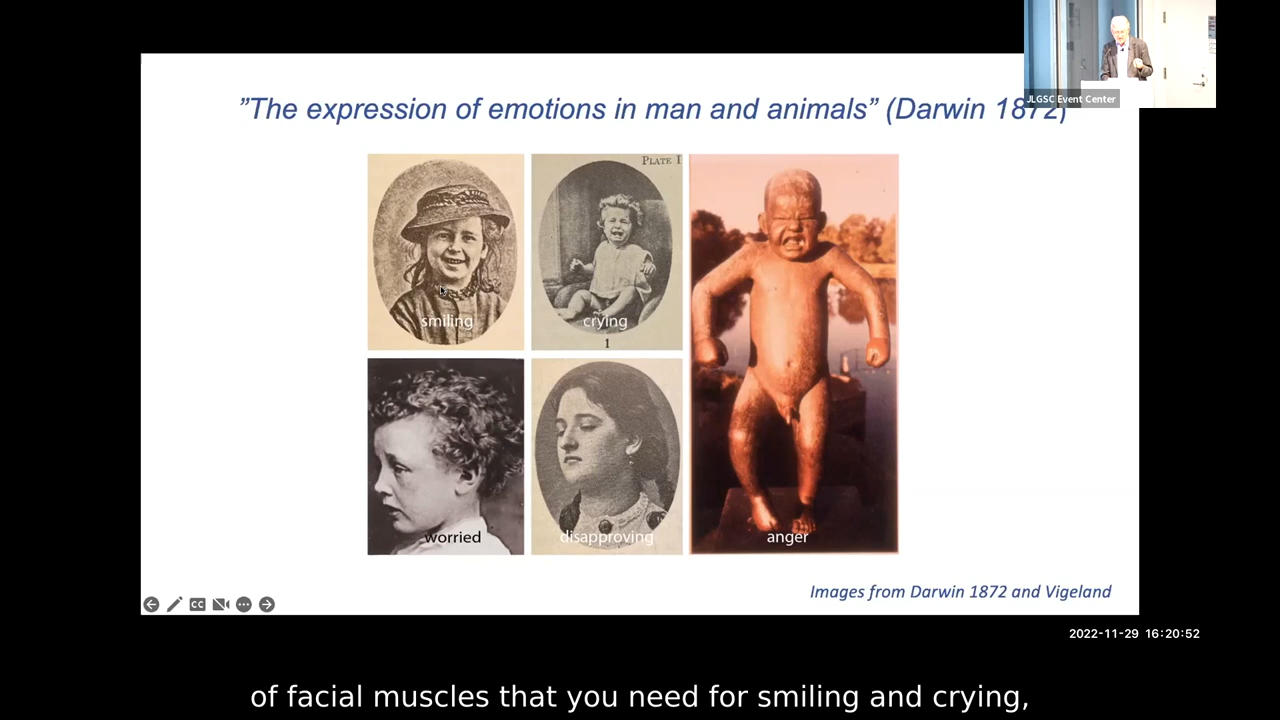 JLGSC Event Center
”The expression of emotions in man and animals” (Darwin 1872)
PLATE I
smiling
crying
1
worried
disapproving
anger
Images from Darwin 1872 and Vigeland
CC
2022-11-29 16:20:52
of facial muscles that you need for smiling and crying,